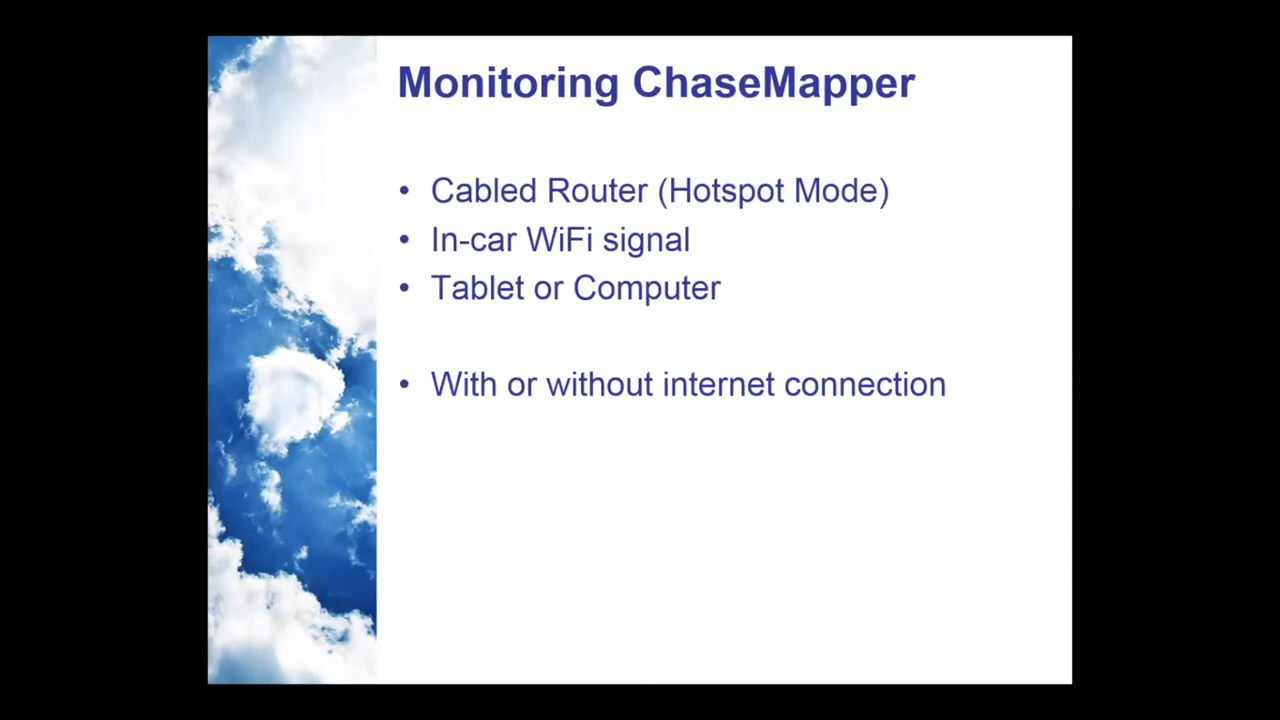 Monitoring ChaseMapper
• Cabled Router (Hotspot Mode)
• In-car WiFi signal
• Tablet or Computer
• With or without internet connection